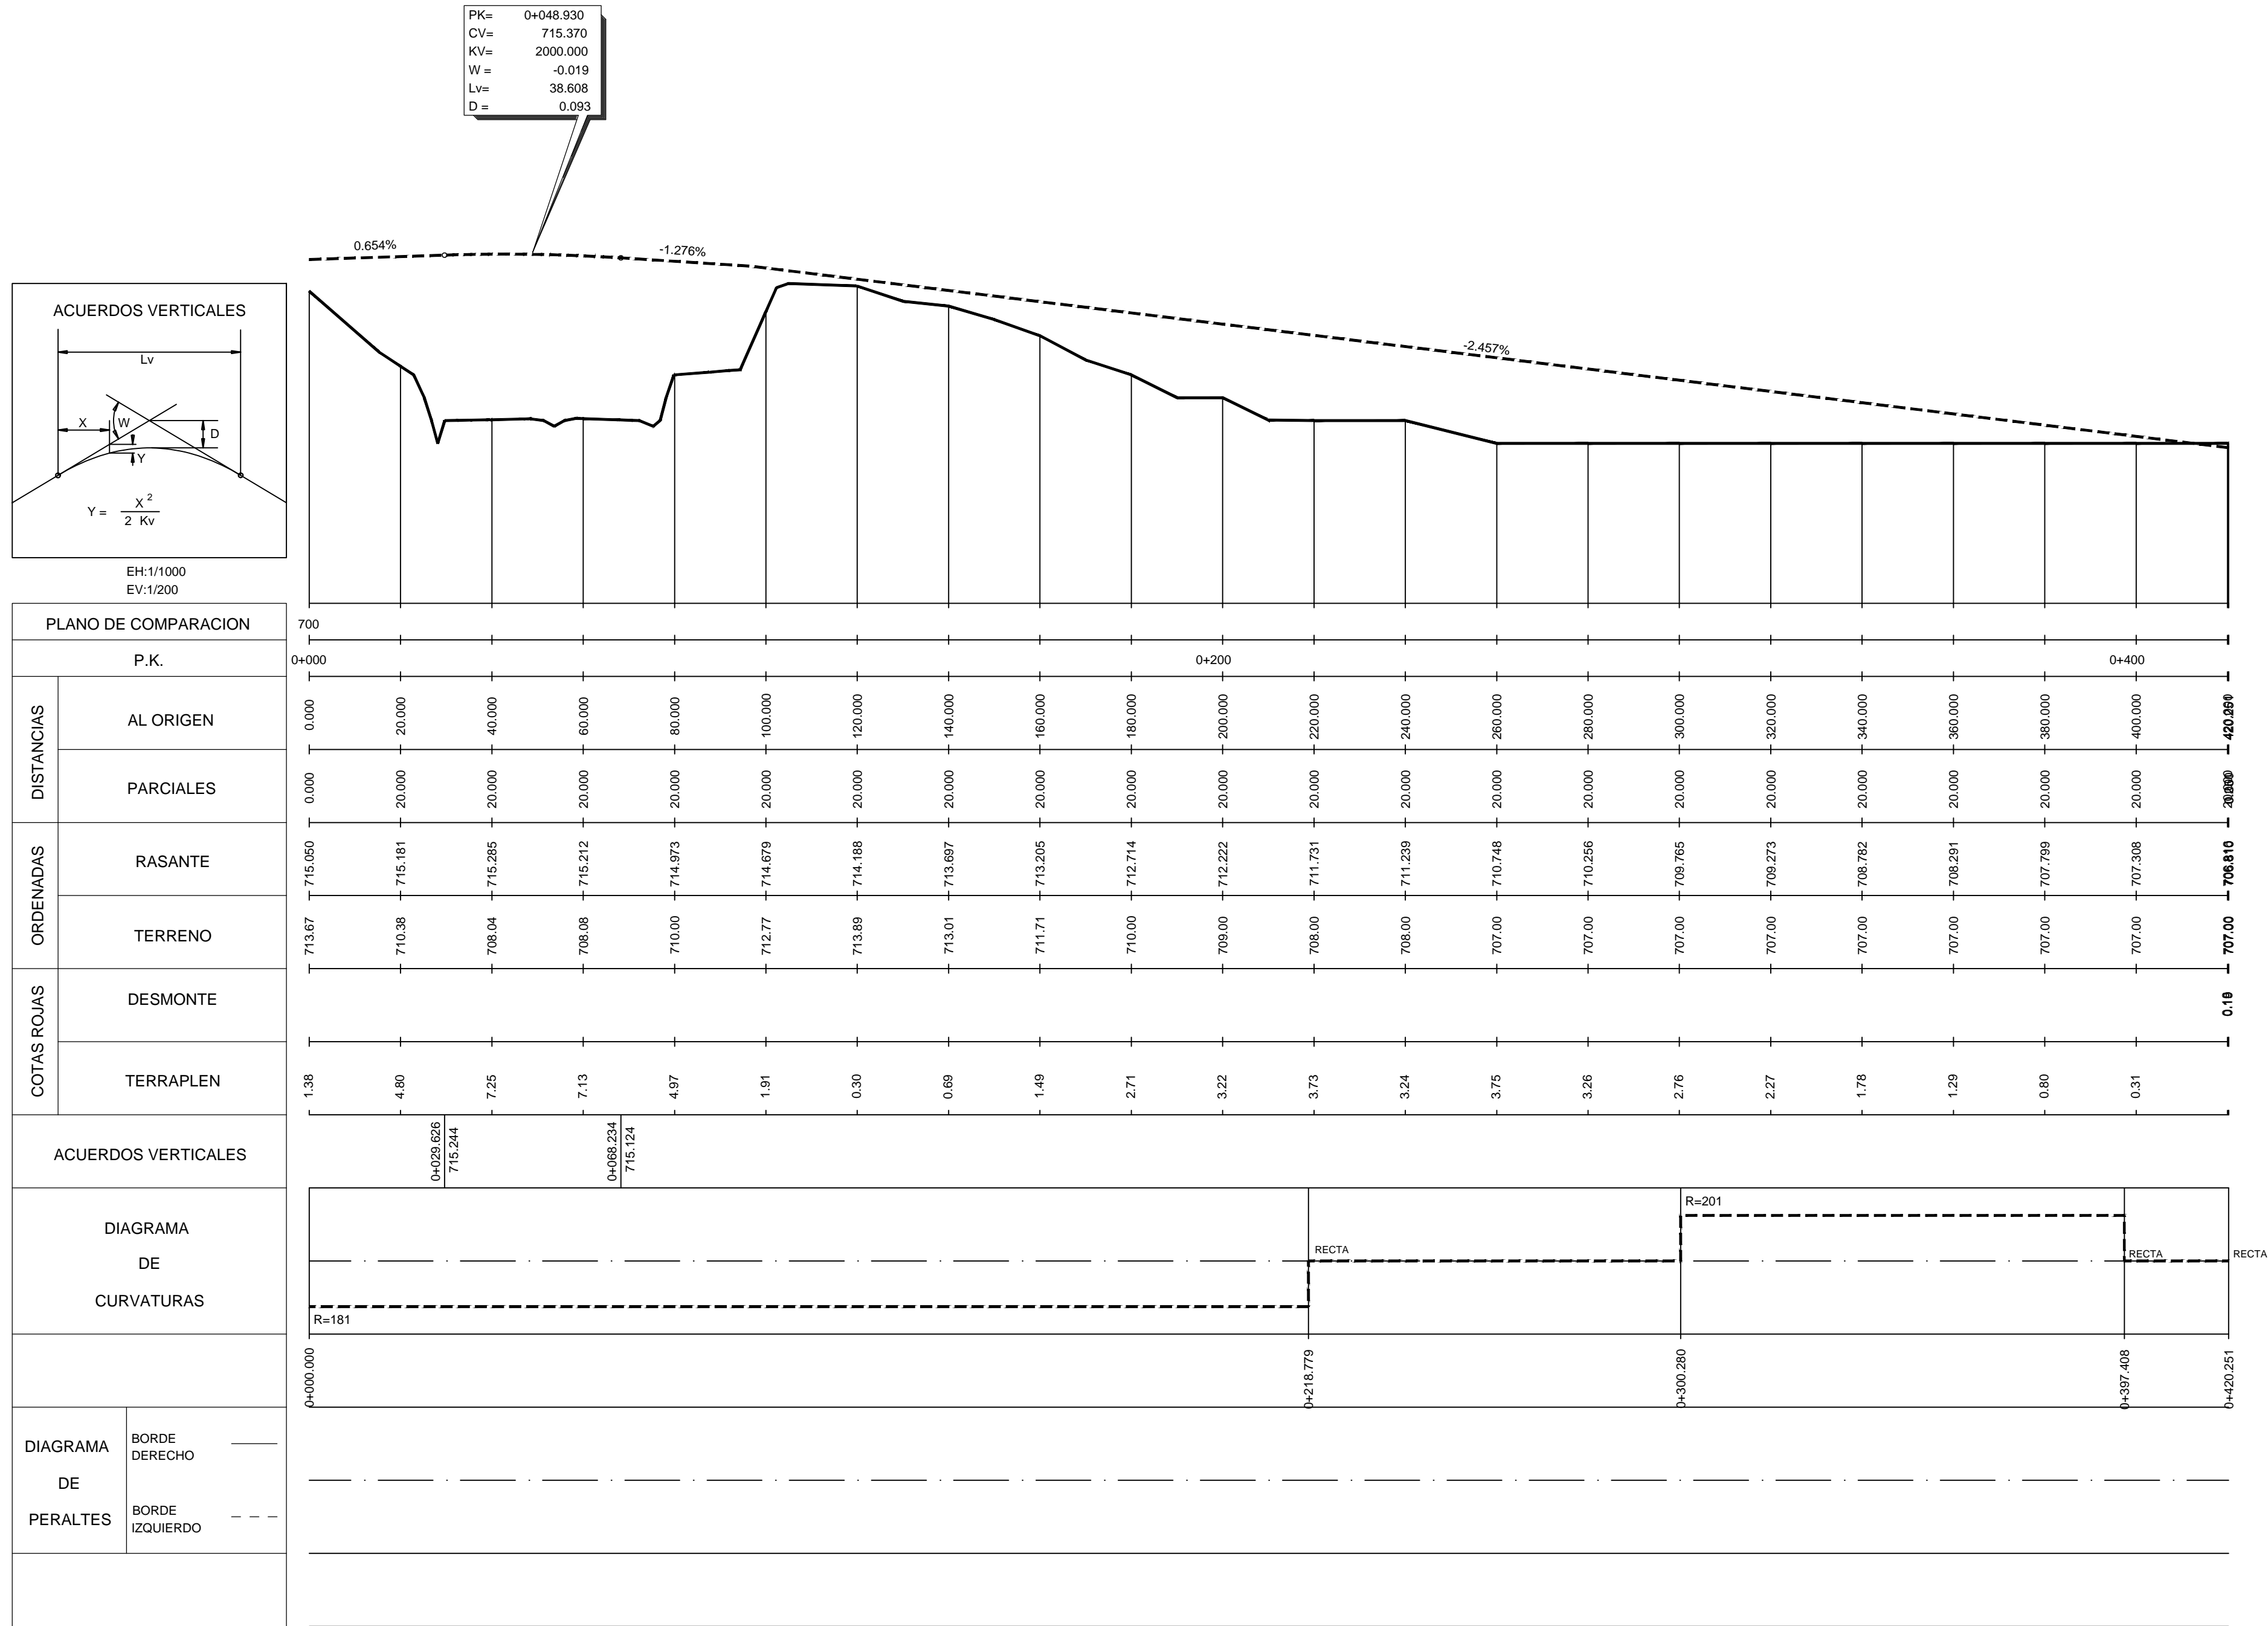 PK= 0+048.930
CV= 715.370
KV= 2000.000
W = -0.019
Lv= 38.608
D = 0.093
0.654%
-1.276%
-2.457%
ACUERDOS VERTICALES
Lv
X
W
D
Y
Y = X 2
2 Kv
EH:1/1000
EV:1/200
PLANO DE COMPARACION 700
P.K. 0+000 0+200 0+400
DISTANCIAS
AL ORIGEN 0.000 20.000 40.000 60.000 80.000 100.000 120.000 140.000 160.000 180.000 200.000 220.000 240.000 260.000 280.000 300.000 320.000 340.000 360.000 380.000 400.000
PARCIALES 0.000 20.000 20.000 20.000 20.000 20.000 20.000 20.000 20.000 20.000 20.000 20.000 20.000 20.000 20.000 20.000 20.000 20.000 20.000 20.000 20.000
ORDENADAS
RASANTE 715.050 715.181 715.285 715.212 714.973 714.679 714.188 713.697 713.205 712.714 712.222 711.731 711.239 710.748 710.256 709.765 709.273 708.782 708.291 707.799 707.308
TERRENO 713.67 710.38 708.04 708.08 710.00 712.77 713.89 713.01 711.71 710.00 709.00 708.00 708.00 707.00 707.00 707.00 707.00 707.00 707.00 707.00 707.00 707.00
COTAS ROJAS
DESMONTE
TERRAPLEN 1.38 4.80 7.25 7.13 4.97 1.91 0.30 0.69 1.49 2.71 3.22 3.73 3.24 3.75 3.26 2.76 2.27 1.78 1.29 0.80 0.31
ACUERDOS VERTICALES
0+029.626
715.244
0+068.234
715.124
DIAGRAMA
DE
CURVATURAS
R=181
RECTA
R=201
RECTA
RECTA
0+000.000 0+218.779 0+300.280 0+397.408 0+420.251
DIAGRAMA
DE
PERALTES
BORDE
DERECHO
BORDE
IZQUIERDO